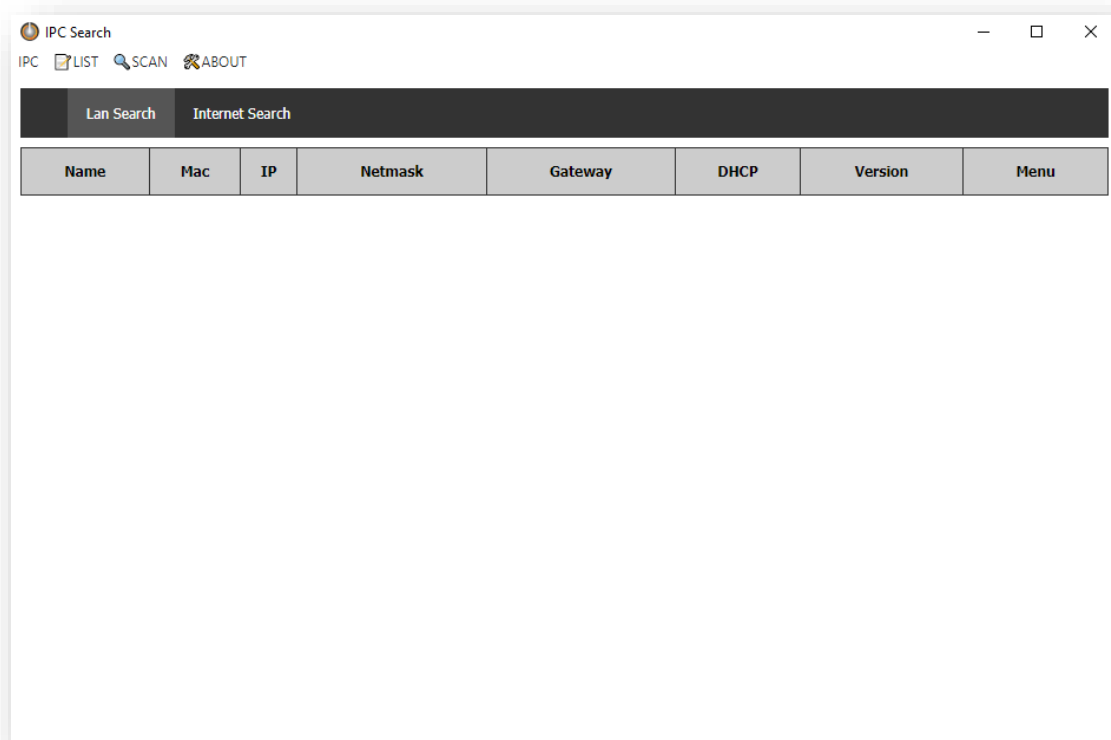 IPC Search
IPC LIST SCAN ABOUT
Lan Search Internet Search
Name Mac IP Netmask Gateway DHCP Version Menu